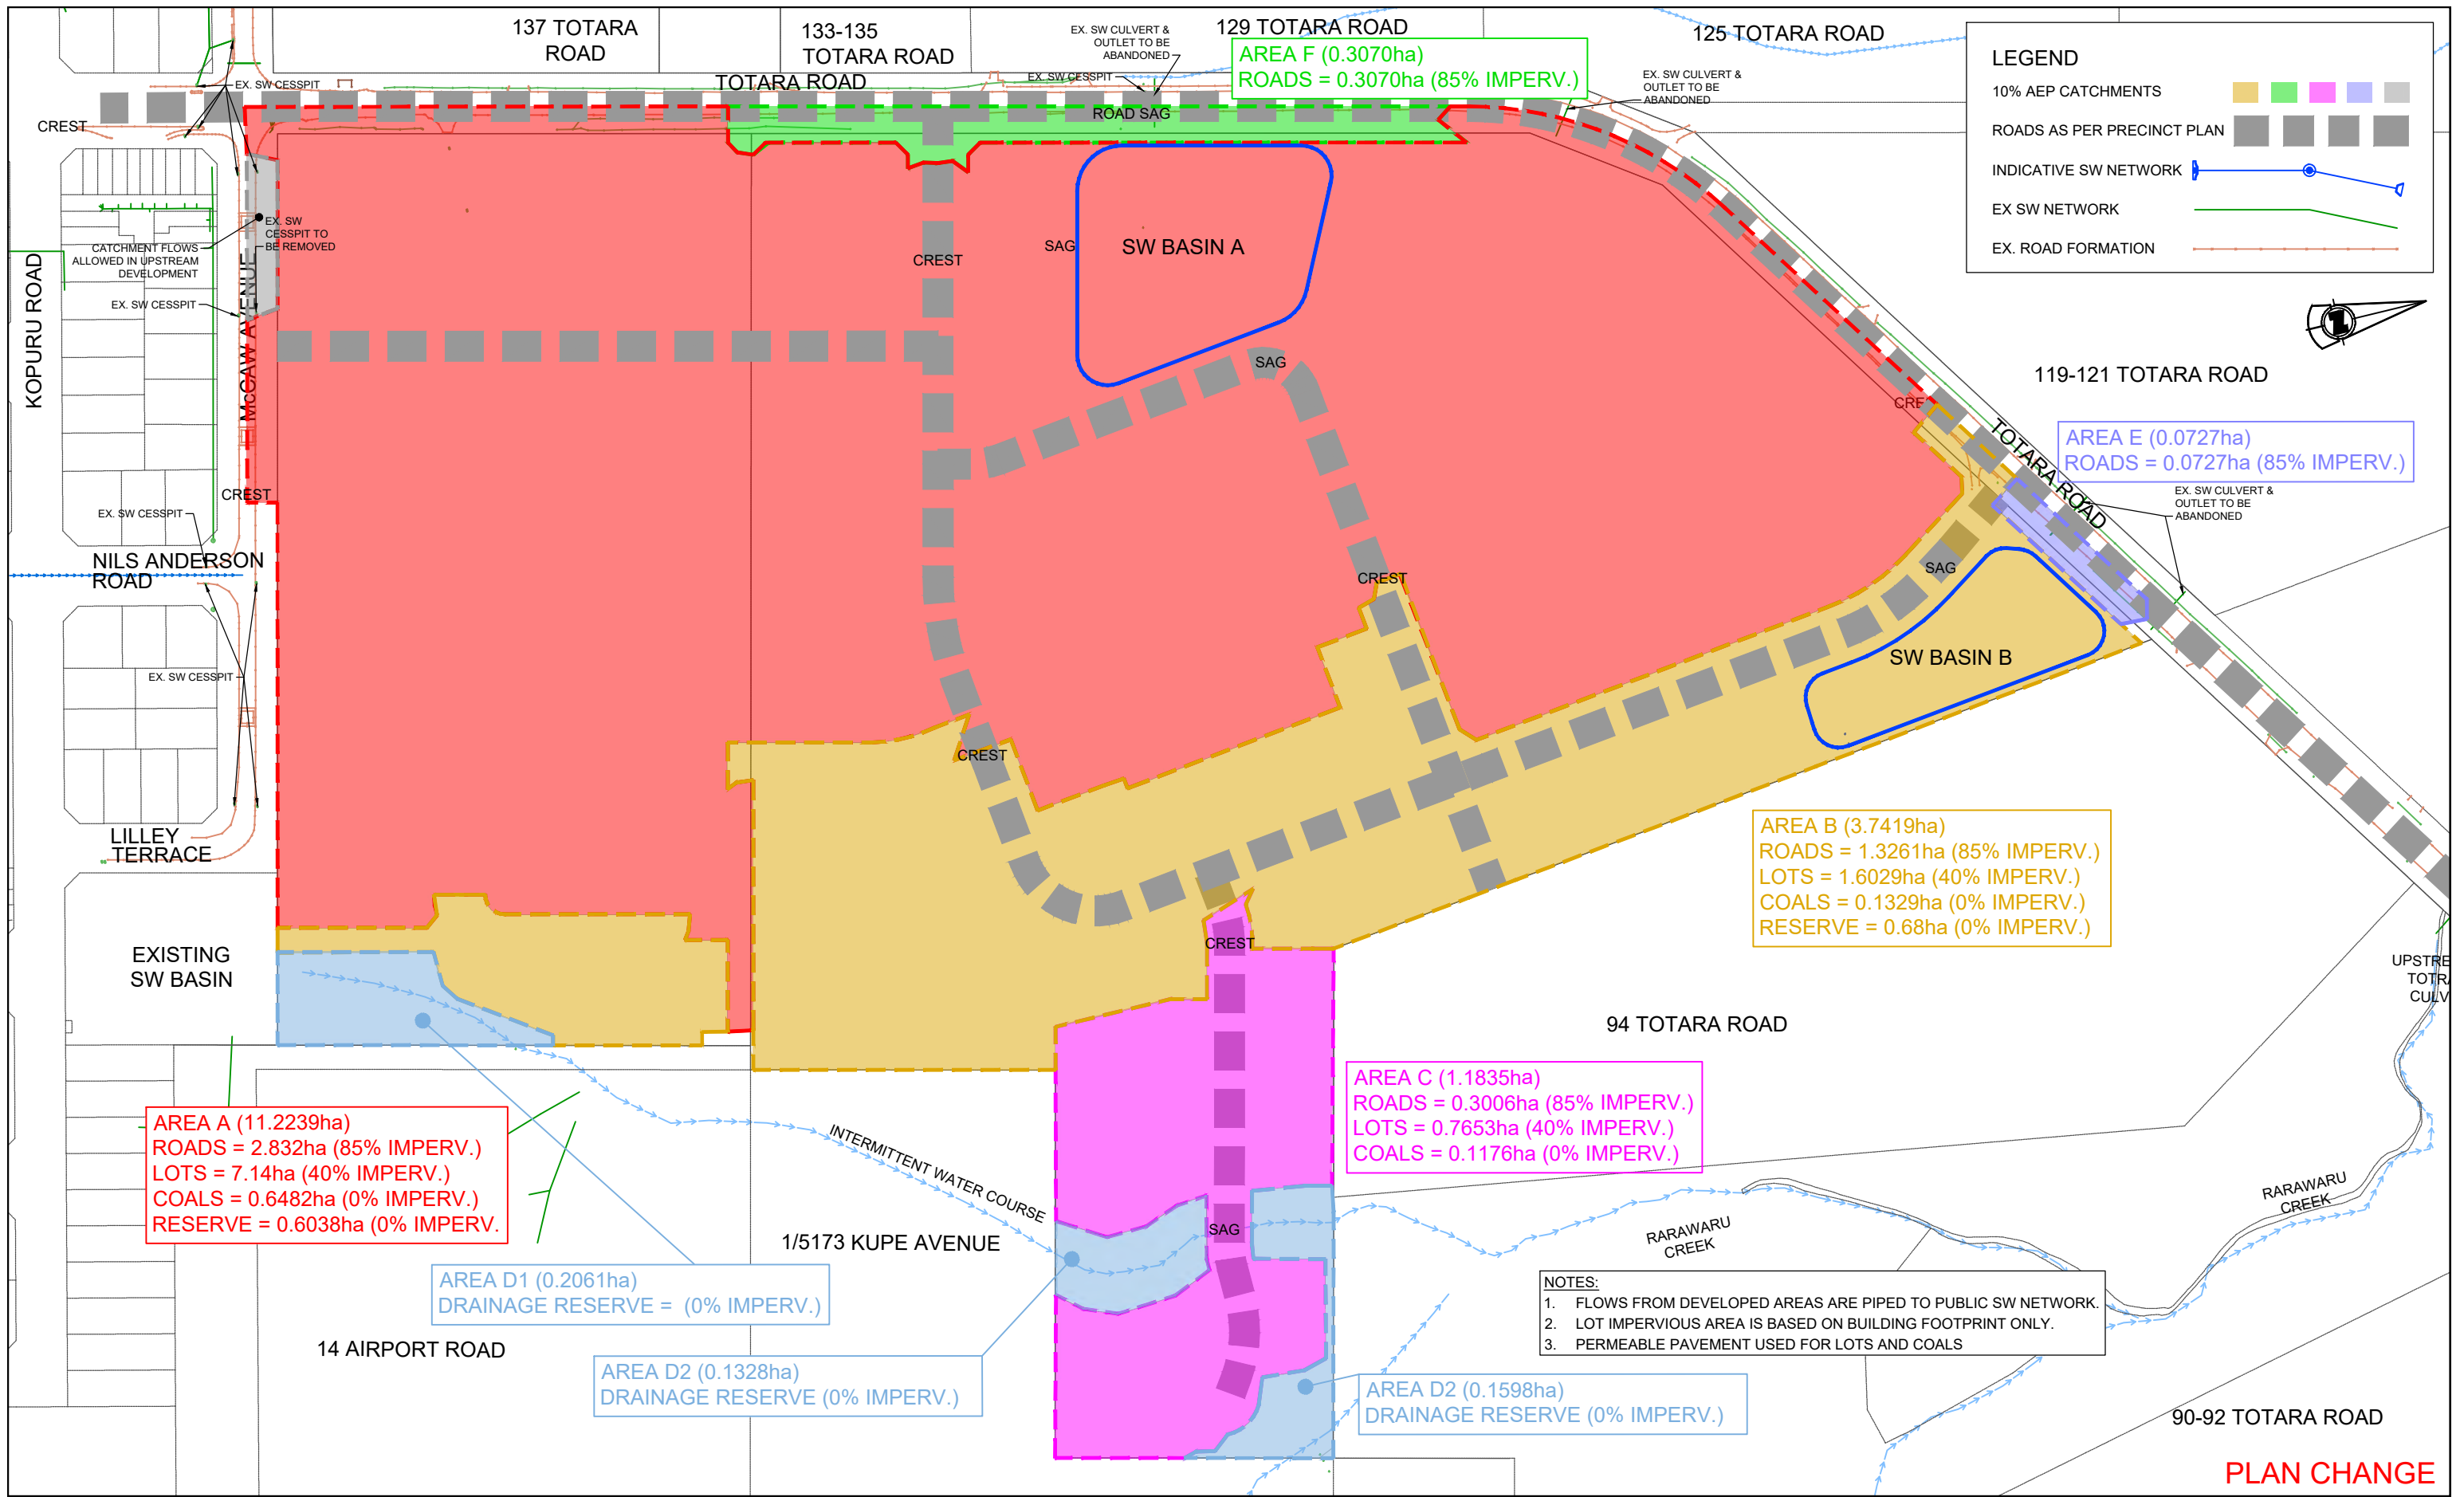 137 TOTARA
ROAD
133-135
TOTARA ROAD
EX. SW CULVERT &
OUTLET TO BE
ABANDONED
129 TOTARA ROAD
125 TOTARA ROAD
AREA F (0.3070ha)
ROADS = 0.3070ha (85% IMPERV.)
EX. SW CESSPIT
TOTARA ROAD
EX. SW CESSPIT
EX. SW CULVERT &
OUTLET TO BE
ABANDONED
CREST
ROAD SAG
LEGEND
10% AEP CATCHMENTS
ROADS AS PER PRECINCT PLAN
INDICATIVE SW NETWORK
EX SW NETWORK
EX. ROAD FORMATION
EX. SW
CESSPIT TO
BE REMOVED
CATCHMENT FLOWS
ALLOWED IN UPSTREAM
DEVELOPMENT
EX. SW CESSPIT
KOPURU ROAD
McCAW AVENUE
CREST
SAG
SW BASIN A
SAG
119-121 TOTARA ROAD
CRE
TOTARA ROAD
AREA E (0.0727ha)
ROADS = 0.0727ha (85% IMPERV.)
EX. SW CULVERT &
OUTLET TO BE
ABANDONED
CREST
EX. SW CESSPIT
NILS ANDERSON
ROAD
CREST
SAG
EX. SW CESSPIT
SW BASIN B
CREST
LILLEY
TERRACE
AREA B (3.7419ha)
ROADS = 1.3261ha (85% IMPERV.)
LOTS = 1.6029ha (40% IMPERV.)
COALS = 0.1329ha (0% IMPERV.)
RESERVE = 0.68ha (0% IMPERV.)
EXISTING
SW BASIN
CREST
UPSTRE
TOTR
CULV
94 TOTARA ROAD
AREA C (1.1835ha)
ROADS = 0.3006ha (85% IMPERV.)
LOTS = 0.7653ha (40% IMPERV.)
COALS = 0.1176ha (0% IMPERV.)
AREA A (11.2239ha)
ROADS = 2.832ha (85% IMPERV.)
LOTS = 7.14ha (40% IMPERV.)
COALS = 0.6482ha (0% IMPERV.)
RESERVE = 0.6038ha (0% IMPERV.
INTERMITTENT WATER COURSE
1/5173 KUPE AVENUE
SAG
RARAWARU
CREEK
RARAWARU
CREEK
AREA D1 (0.2061ha)
DRAINAGE RESERVE = (0% IMPERV.)
NOTES:
1. FLOWS FROM DEVELOPED AREAS ARE PIPED TO PUBLIC SW NETWORK.
2. LOT IMPERVIOUS AREA IS BASED ON BUILDING FOOTPRINT ONLY.
3. PERMEABLE PAVEMENT USED FOR LOTS AND COALS
14 AIRPORT ROAD
AREA D2 (0.1328ha)
DRAINAGE RESERVE (0% IMPERV.)
AREA D2 (0.1598ha)
DRAINAGE RESERVE (0% IMPERV.)
90-92 TOTARA ROAD
PLAN CHANGE